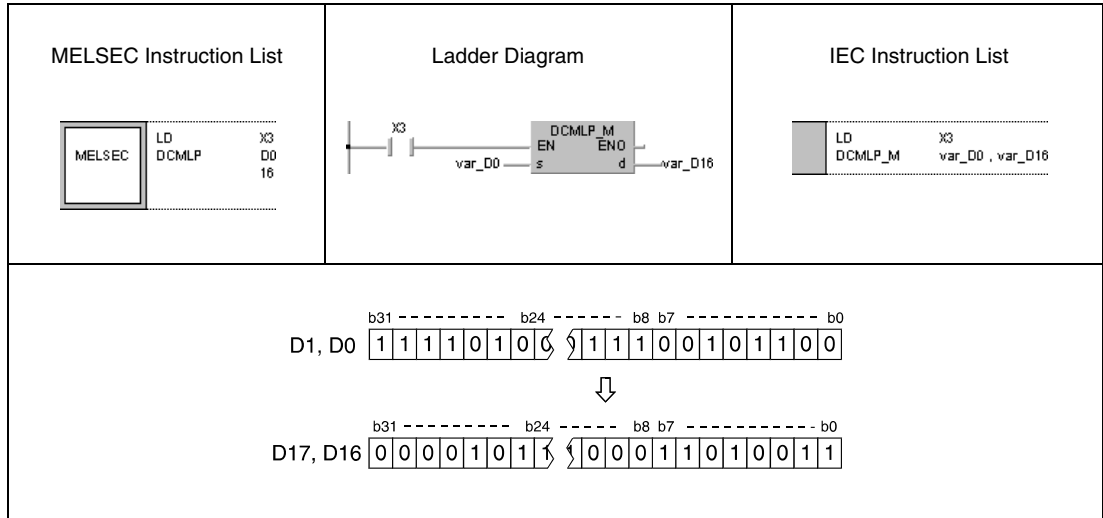 MELSEC Instruction List
Ladder Diagram
IEC Instruction List
MELSEC
LD X3
DCMLP D0
16
X3
DCMLP_M
EN ENO
var_D0 s d var_D16
LD X3
DCMLP_M var_D0 , var_D16
b31 b24 b8 b7 b0
D1, D0 1 1 1 1 0 1 0 0 0 1 1 1 0 0 1 0 1 1 0 0
b31 b24 b8 b7 b0
D17, D16 0 0 0 0 1 0 1 1 1 0 0 0 1 1 0 1 0 0 1 1